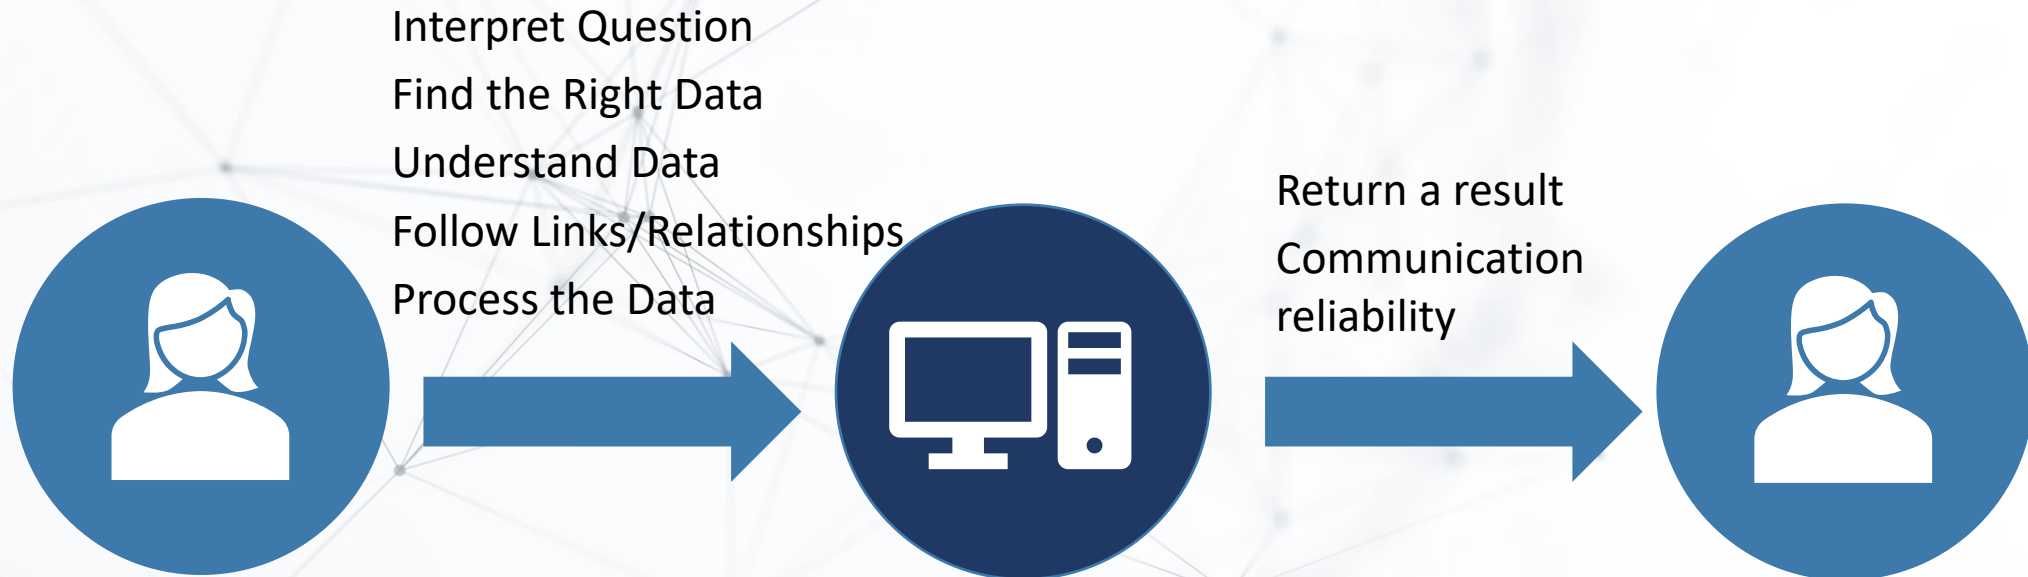 Interpret Question
Find the Right Data
Understand Data
Follow Links/Relationships
Process the Data
Return a result
Communication
reliability